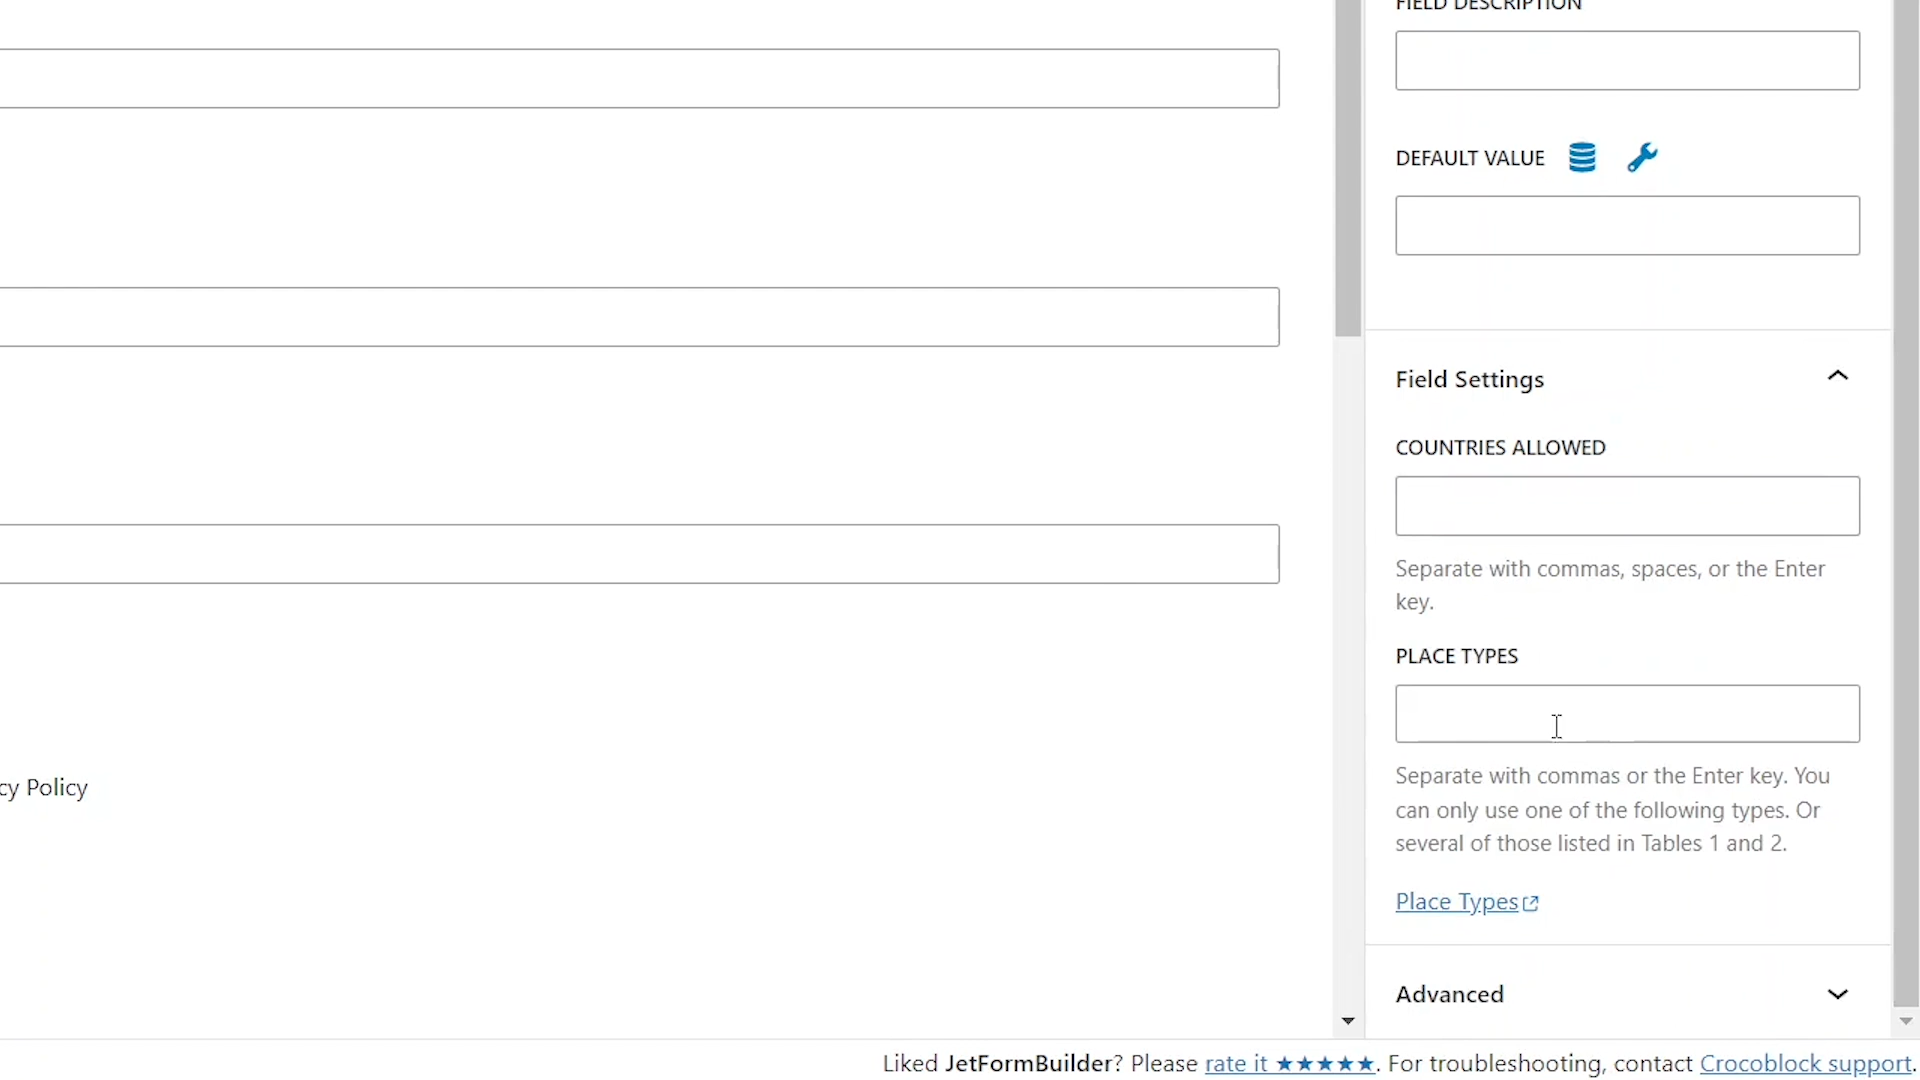 FIELD DESCRIPTION
DEFAULT VALUE
Field Settings
COUNTRIES ALLOWED
Separate with commas, spaces, or the Enter
key.
PLACE TYPES
Separate with commas or the Enter key. You
can only use one of the following types. Or
several of those listed in Tables 1 and 2.
Place Types
cy Policy
Advanced
Liked JetFormBuilder? Please rate it ★★★★★. For troubleshooting, contact Crocoblock support.